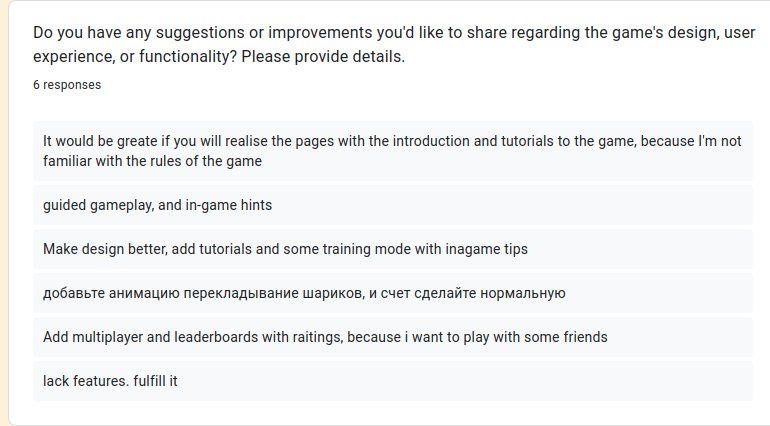 Do you have any suggestions or improvements you'd like to share regarding the game's design, user
experience, or functionality? Please provide details.
6 responses
It would be greate if you will realise the pages with the introduction and tutorials to the game, because I'm not
familiar with the rules of the game
guided gameplay, and in-game hints
Make design better, add tutorials and some training mode with inagame tips
добавьте анимацию перекладывание шариков, и счет сделайте нормальную
Add multiplayer and leaderboards with raitings, because i want to play with some friends
lack features. fulfill it